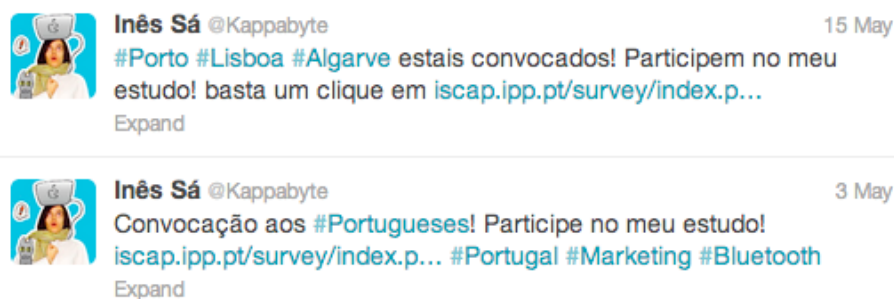 Inês Sá @Kappabyte 15 May
#Porto #Lisboa #Algarve estais convocados! Participem no meu
estudo! basta um clique em iscap.ipp.pt/survey/index.p...
Expand
Inês Sá @Kappabyte 3 May
Convocação aos #Portugueses! Participe no meu estudo!
iscap.ipp.pt/survey/index.p... #Portugal #Marketing #Bluetooth
Expand